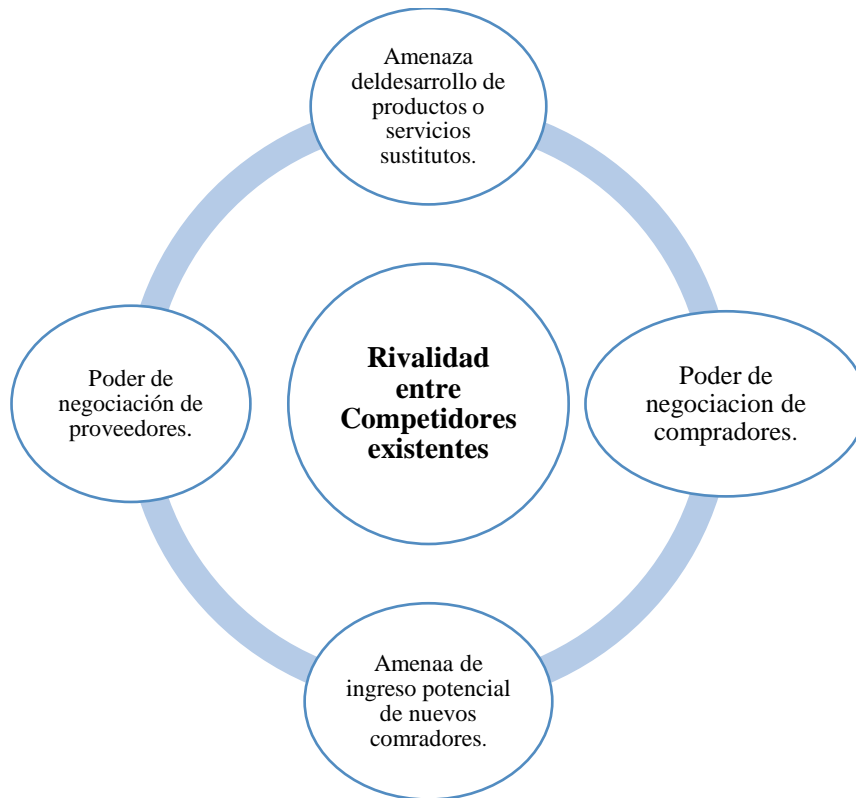 Amenaza
deldesarrollo de
productos o
servicios
sustitutos.
Poder de
negociación de
proveedores.
Rivalidad
entre
Competidores
existentes
Poder de
negociacion de
compradores.
Amenaa de
ingreso potencial
de nuevos
comradores.